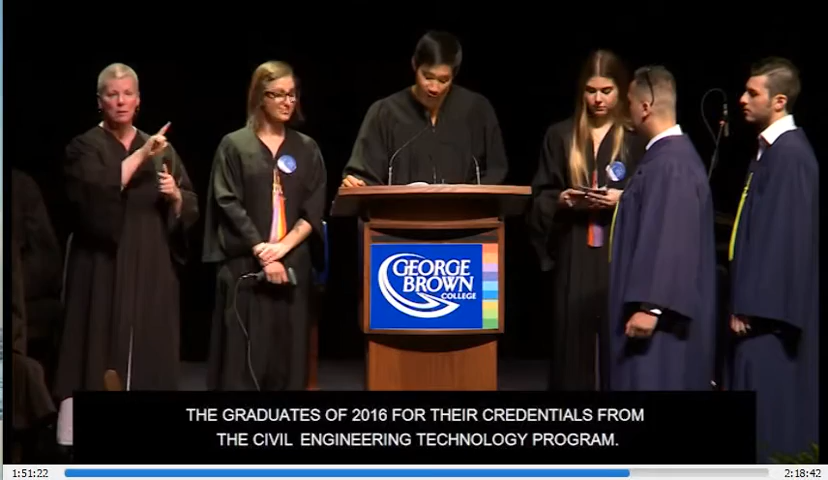 GEORGE
BROWN
COLLEGE
THE GRADUATES OF 2016 FOR THEIR CREDENTIALS FROM
THE CIVIL ENGINEERING TECHNOLOGY PROGRAM.
1:51:22
2:18:42